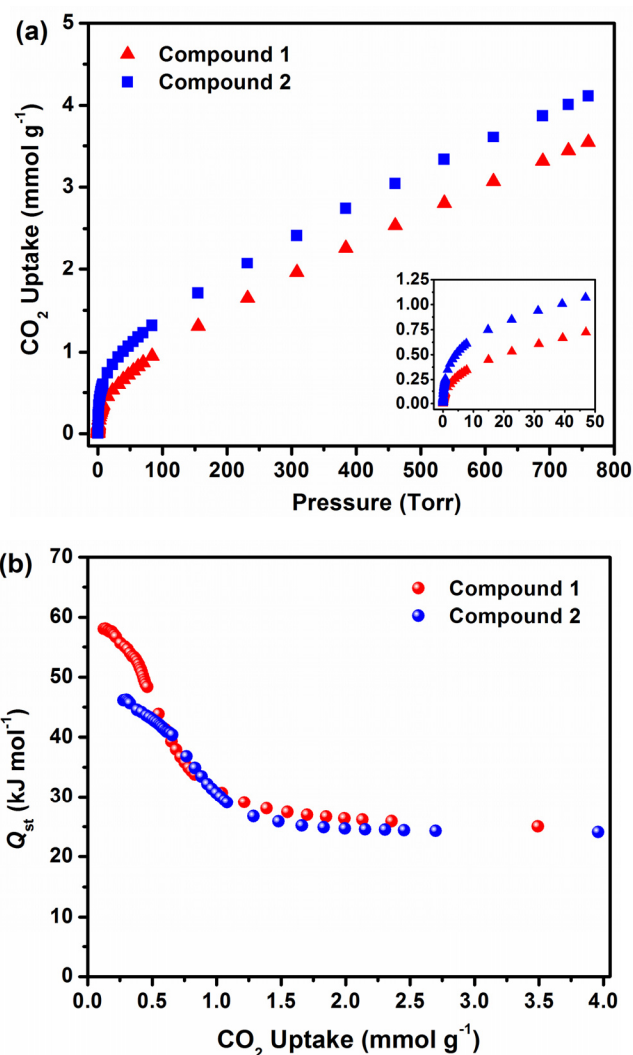 (a)
Compound 1
Compound 2
CO₂ Uptake (mmol g⁻¹)
5
4
3
2
1
0
1.25
1.00
0.75
0.50
0.25
0.00
0 10 20 30 40 50
0 100 200 300 400 500 600 700 800
Pressure (Torr)
(b)
Compound 1
Compound 2
Qst (kJ mol⁻¹)
70
60
50
40
30
20
10
0
0.0 0.5 1.0 1.5 2.0 2.5 3.0 3.5 4.0
CO₂ Uptake (mmol g⁻¹)